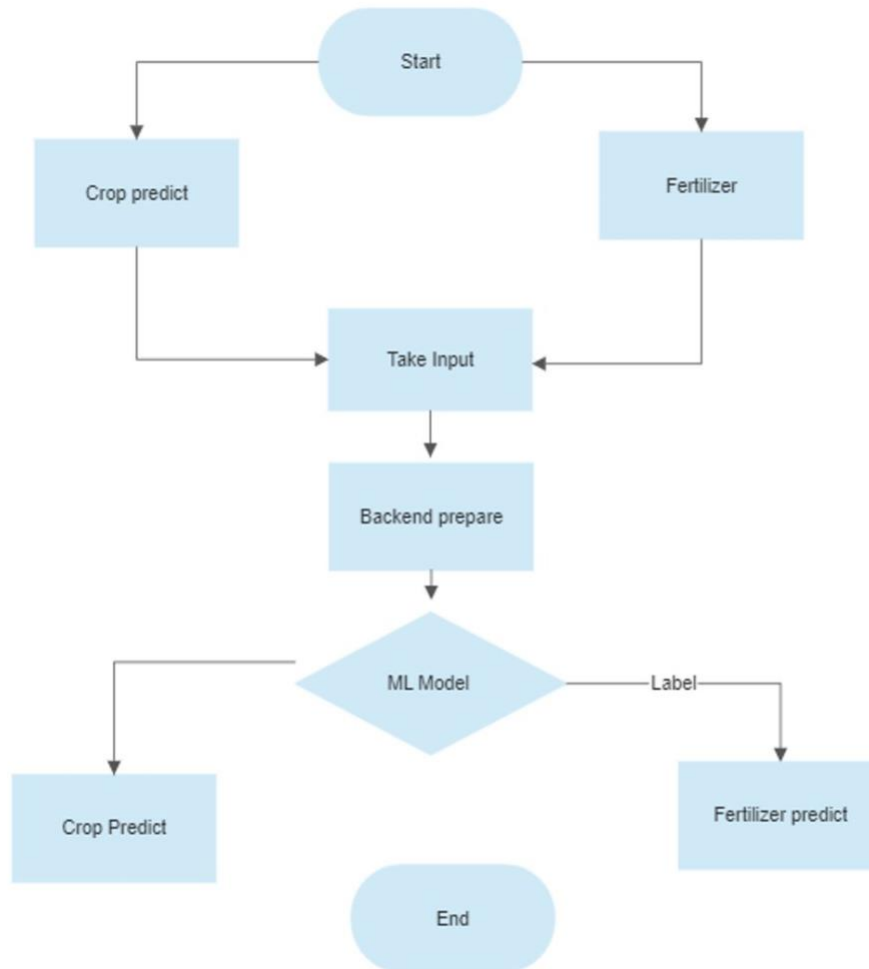 Start
Crop predict
Fertilizer
Take Input
Backend prepare
ML Model
Label
Crop Predict
Fertilizer predict
End